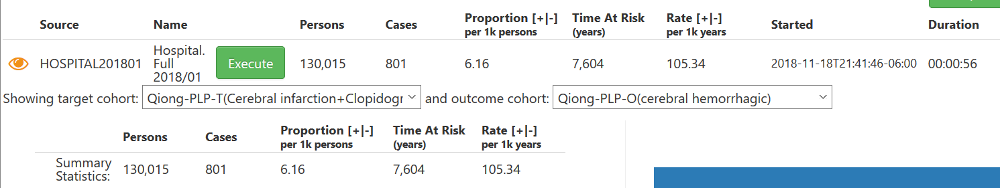 Source Name Persons Cases Proportion [+|-] per 1k persons Time At Risk (years) Rate [+|-] per 1k years Started Duration
HOSPITAL201801 Hospital. Full 2018/01 Execute 130,015 801 6.16 7,604 105.34 2018-11-18T21:41:46-06:00 00:00:56
Showing target cohort: Qiong-PLP-T(Cerebral infarction+Clopidogr and outcome cohort: Qiong-PLP-O(cerebral hemorrhagic)
Persons Cases Proportion [+|-] per 1k persons Time At Risk (years) Rate [+|-] per 1k years
Summary Statistics: 130,015 801 6.16 7,604 105.34